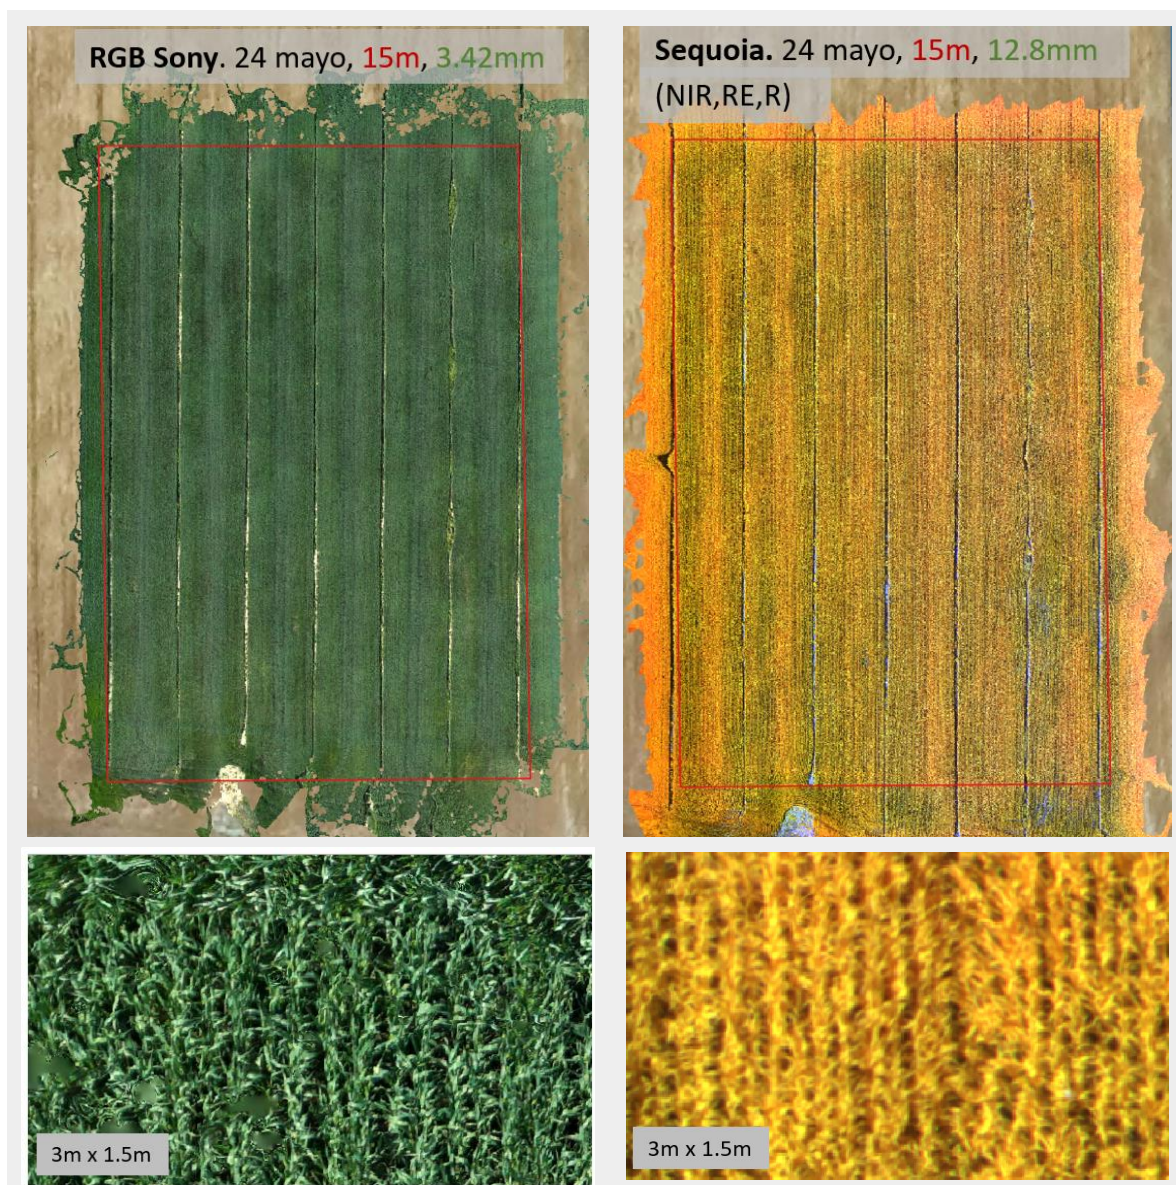 RGB Sony. 24 mayo, 15m, 3.42mm
Sequoia. 24 mayo, 15m, 12.8mm
(NIR,RE,R)
3m x 1.5m
3m x 1.5m